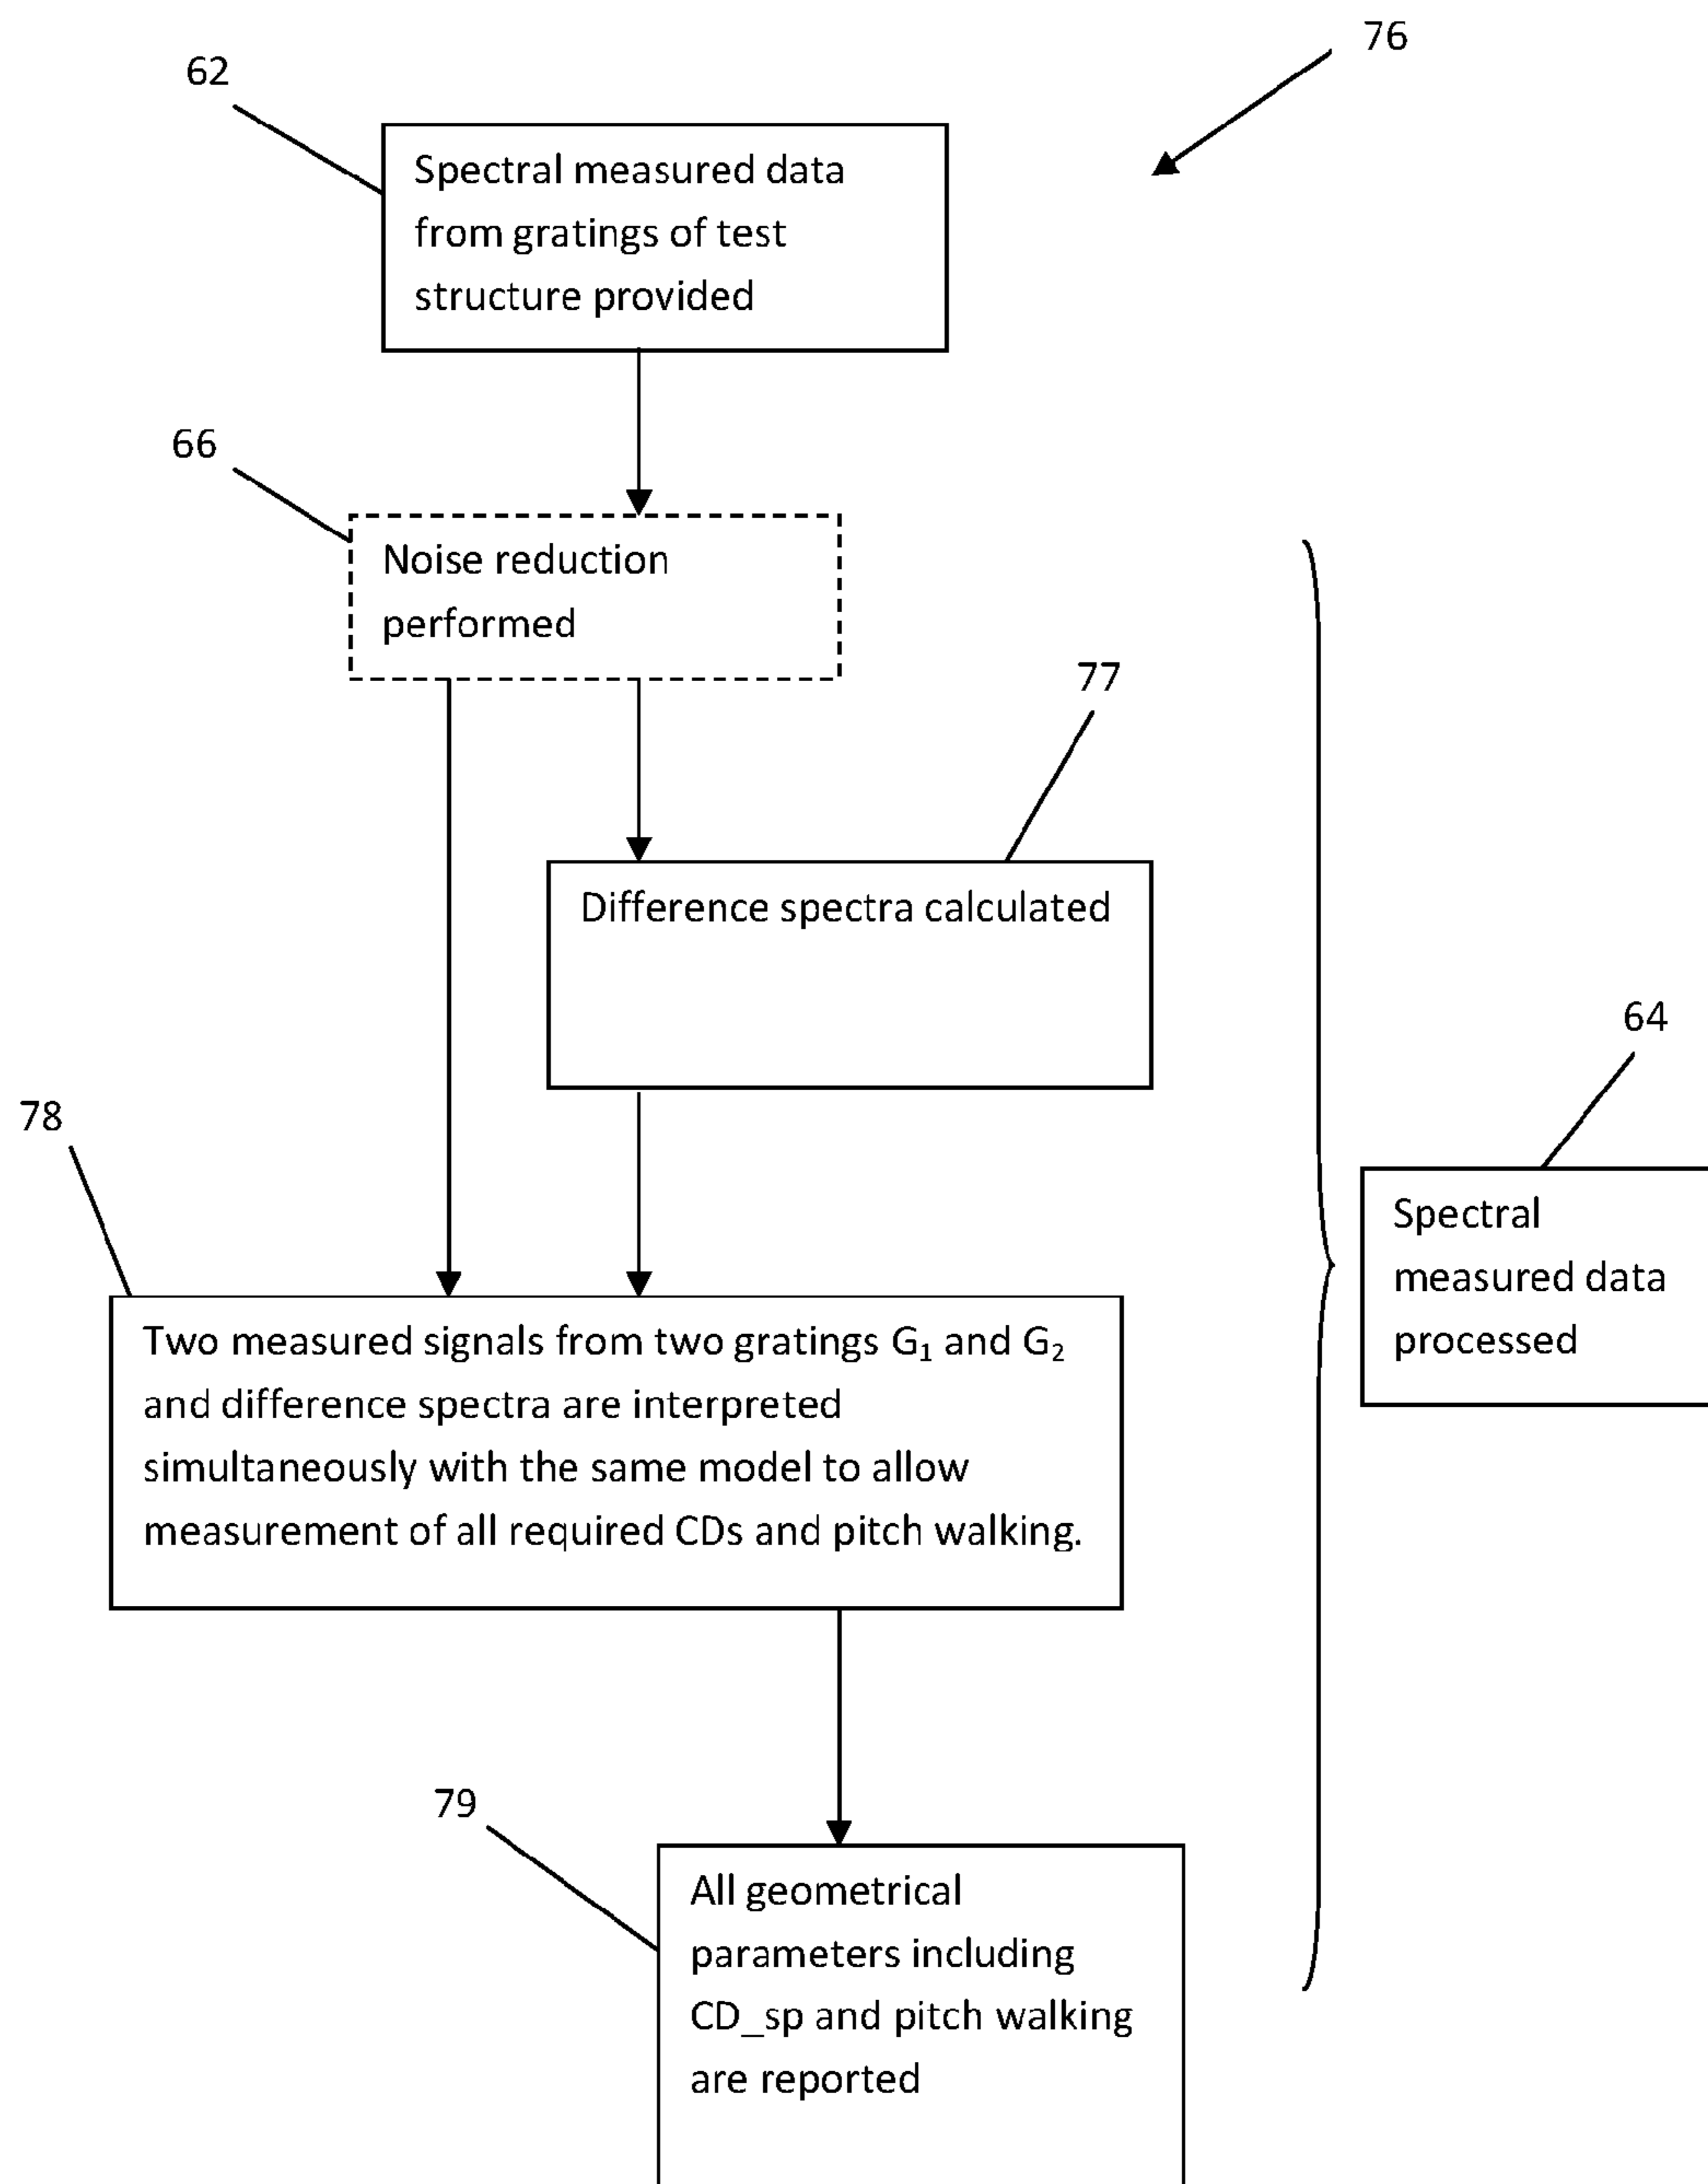 76
62
Spectral measured data
from gratings of test
structure provided
66
Noise reduction
performed
77
Difference spectra calculated
64
Spectral
measured data
processed
78
Two measured signals from two gratings G₁ and G₂
and difference spectra are interpreted
simultaneously with the same model to allow
measurement of all required CDs and pitch walking.
79
All geometrical
parameters including
CD_sp and pitch walking
are reported